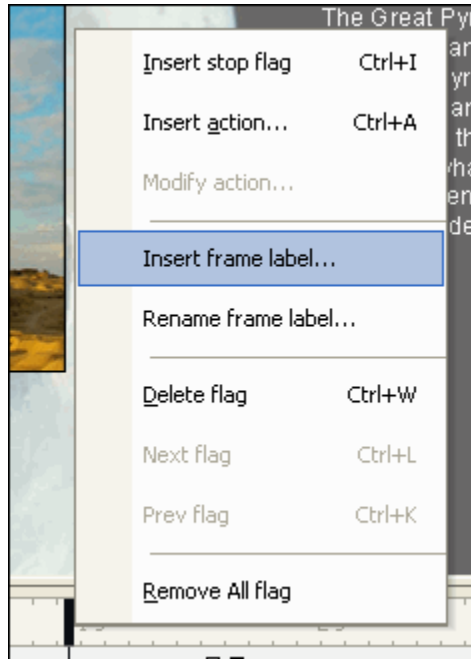 The Great Py
Insert stop flag Ctrl+I
Insert action... Ctrl+A
Modify action...
Insert frame label...
Rename frame label...
Delete flag Ctrl+W
Next flag Ctrl+L
Prev flag Ctrl+K
Remove All flag